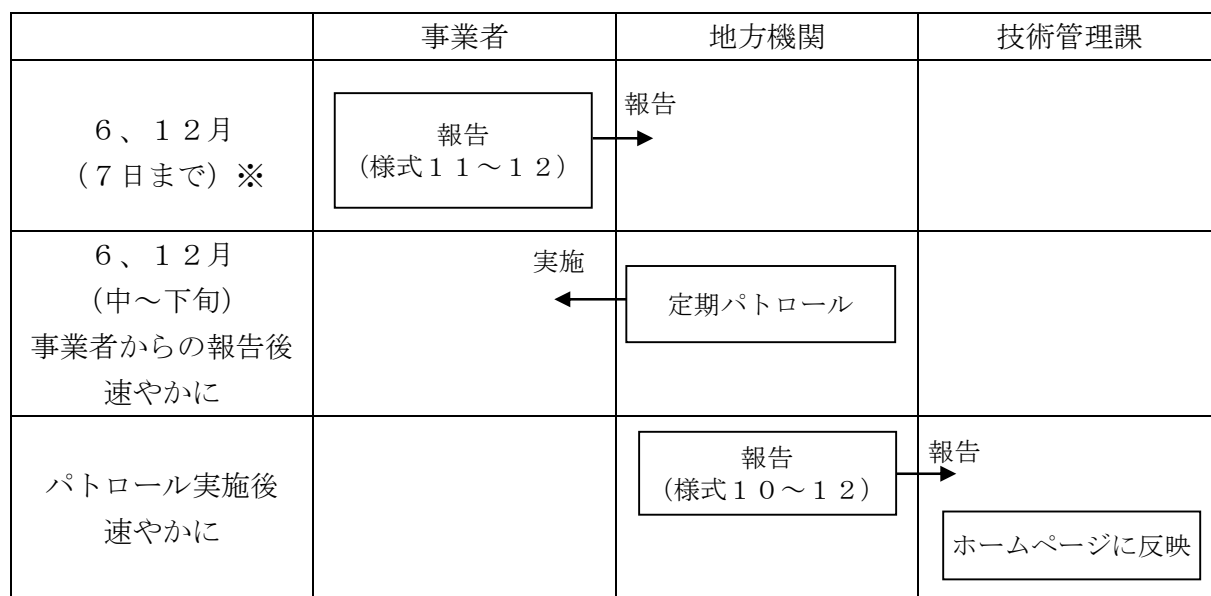 事業者
地方機関
技術管理課
６、１２月
（７日まで）※
報告
（様式１１～１２）
報告
６、１２月
（中～下旬）
事業者からの報告後
速やかに
実施
定期パトロール
パトロール実施後
速やかに
報告
（様式１０～１２）
報告
ホームページに反映